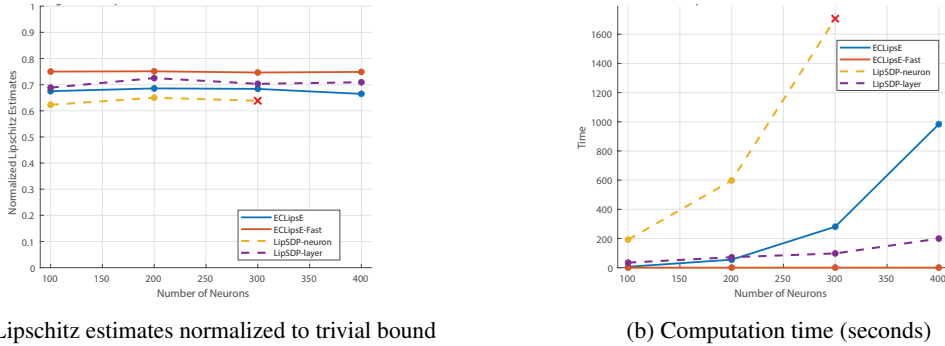 1
0.9
0.8
0.7
0.6
0.5
0.4
0.3
0.2
0.1
0
Normalized Lipschitz Estimates
100
150
200
250
300
350
400
Number of Neurons
ECLipsE
ECLipsE-Fast
LipSDP-neuron
LipSDP-layer
Lipschitz estimates normalized to trivial bound
1600
1400
1200
1000
800
600
400
200
0
Time
100
150
200
250
300
350
400
Number of Neurons
ECLipsE
ECLipsE-Fast
LipSDP-neuron
LipSDP-layer
(b) Computation time (seconds)